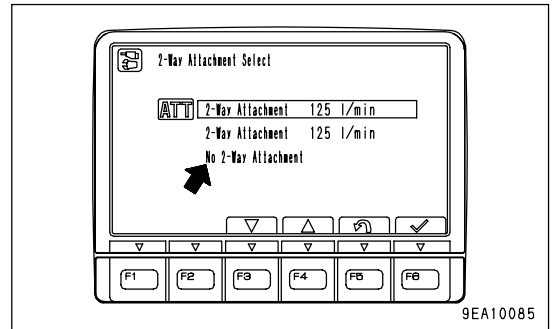 2-Way Attachment Select
ATT 2-Way Attachment 125 l/min
2-Way Attachment 125 l/min
No 2-Way Attachment
F1 F2 F3 F4 F5 F6
9EA10085